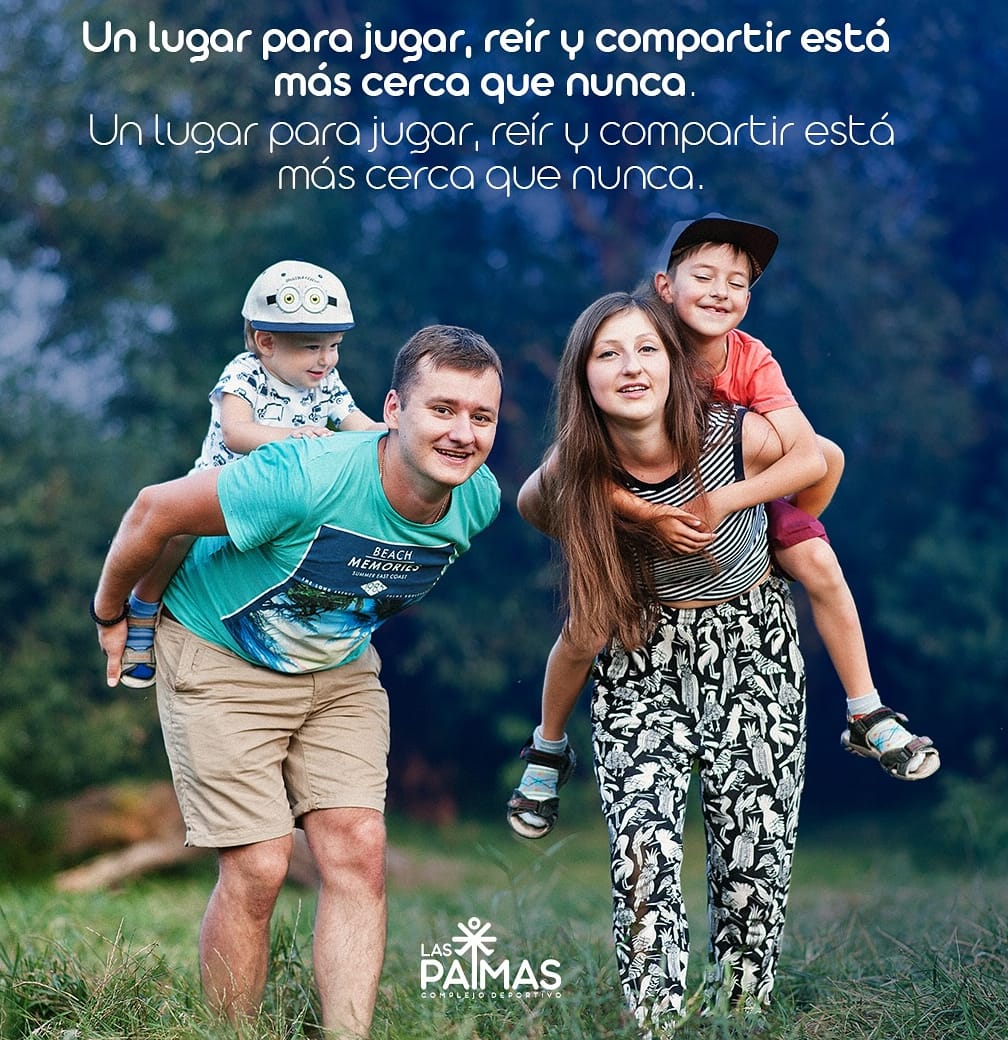 Un lugar para jugar, reír y compartir está
más cerca que nunca.
Un lugar para jugar, reír y compartir está
más cerca que nunca.
BEACH
MEMORIES
SUMMER EAST COAST
LAS
PALMAS
COMPLEJO DEPORTIVO